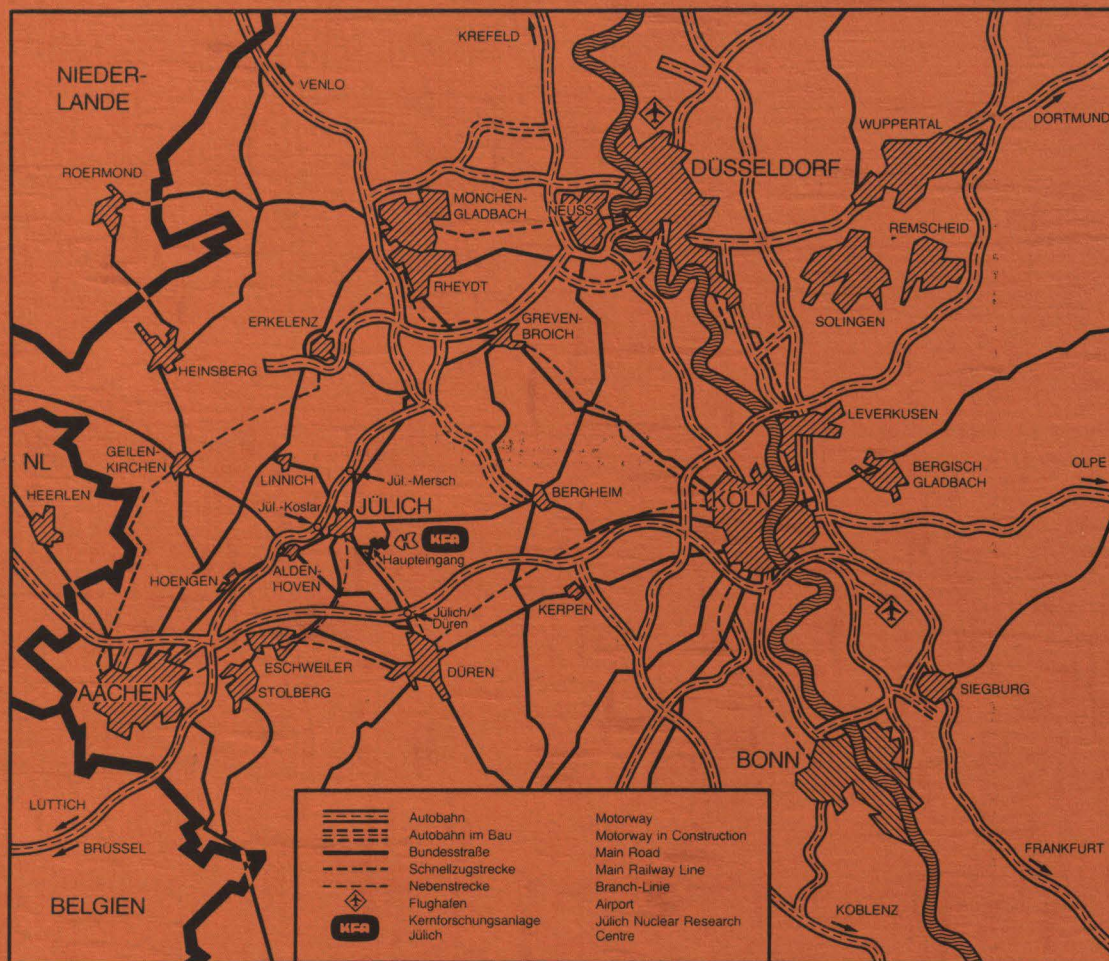 KREFELD
NIEDER-
LANDE
VENLO
DORTMUND
WUPPERTAL
ROERMOND
DÜSSELDORF
MÖNCHEN-
GLADBACH
NEUSS
REMSCHEID
RHEYDT
ERKELENZ
GREVEN-
BROICH
SOLINGEN
HEINSBERG
LEVERKUSEN
NL
GEILEN-
KIRCHEN
LINNICH
Jül.-Mersch
BERGISCH
GLADBACH
OLPE
HEERLEN
Jül.-Koslar
JÜLICH
BERGHEIM
KÖLN
KFA
Haupteingang
HOENGEN
ALDEN-
HOVEN
Jülich/
Düren
KERPEN
ESCHWEILER
DÜREN
AACHEN
STOLBERG
SIEGBURG
BONN
LÜTTICH
BRÜSSEL
BELGIEN
FRANKFURT
KOBLENZ
Autobahn Motorway
Autobahn im Bau Motorway in Construction
Bundesstraße Main Road
Schnellzugstrecke Main Railway Line
Nebenstrecke Branch-Linie
Flughafen Airport
KFA Kernforschungsanlage Jülich Nuclear Research
Jülich Centre